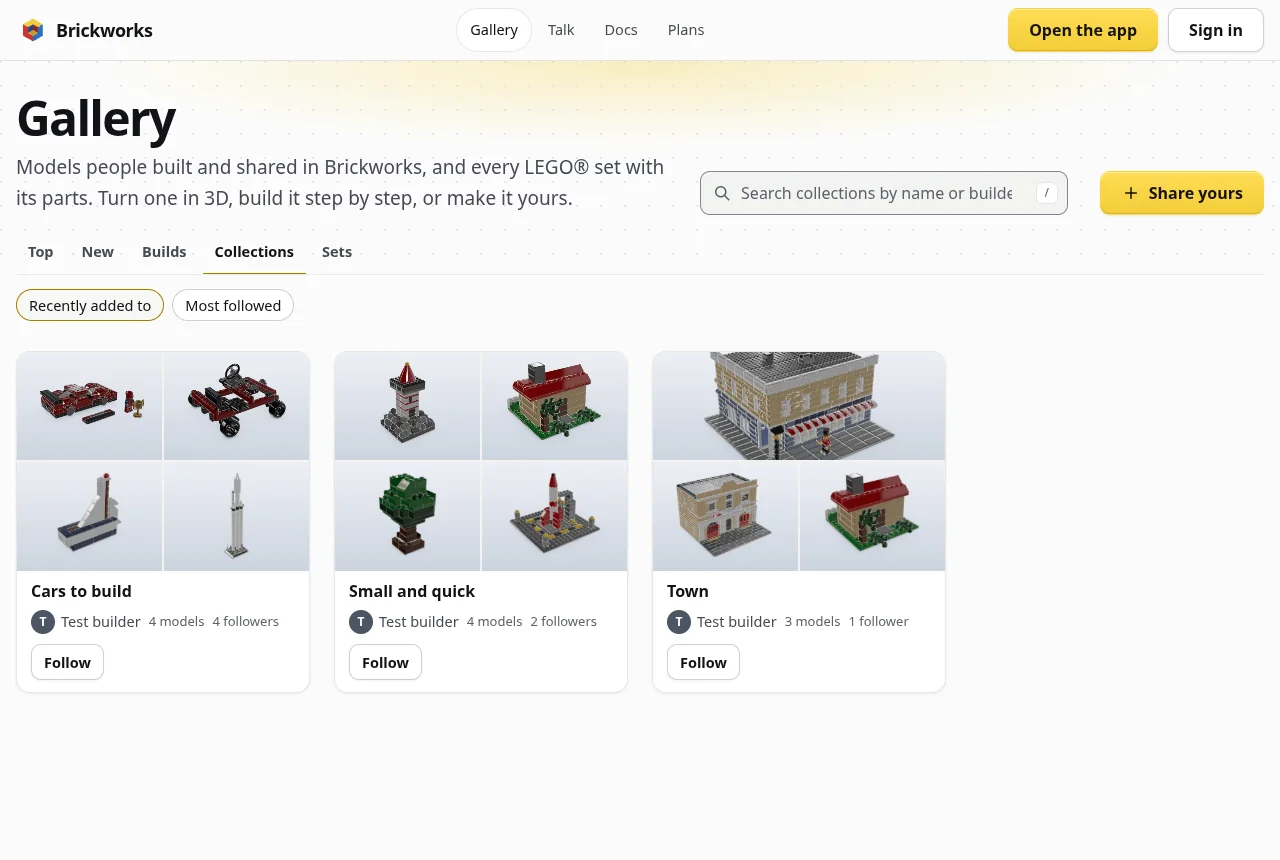 Brickworks
Gallery
Talk
Docs
Plans
Open the app
Sign in
Gallery
Models people built and shared in Brickworks, and every LEGO® set with
its parts. Turn one in 3D, build it step by step, or make it yours.
Search collections by name or builde
/
Share yours
Top
New
Builds
Collections
Sets
Recently added to
Most followed
Cars to build
T Test builder 4 models 4 followers
Follow
Small and quick
T Test builder 4 models 2 followers
Follow
Town
T Test builder 3 models 1 follower
Follow